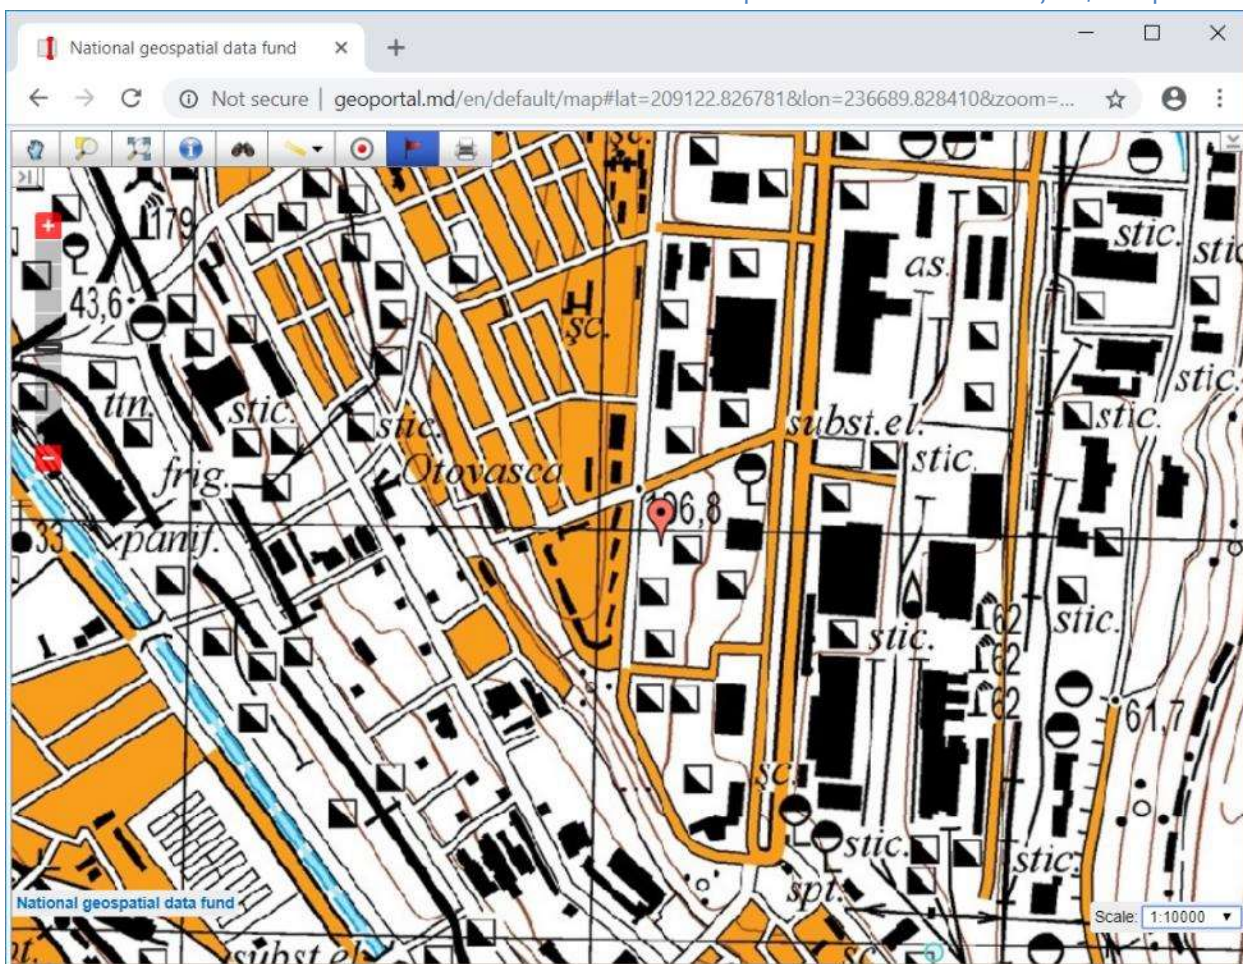 National geospatial data fund
Not secure | geoportal.md/en/default/map#lat=209122.826781&lon=236689.828410&zoom=...
sc.
179
stic.
stic
as.
43,6
şc.
stic.
ttn.
stic.
stic.
subst.el.
stic.
Otovasca
stic
frig.
96,8
33
panif.
62
stic.
stic.
62
62
61,7
sc.
stic.
stic.
spt.
National geospatial data fund
Scale: 1:10000
subst.el
sc